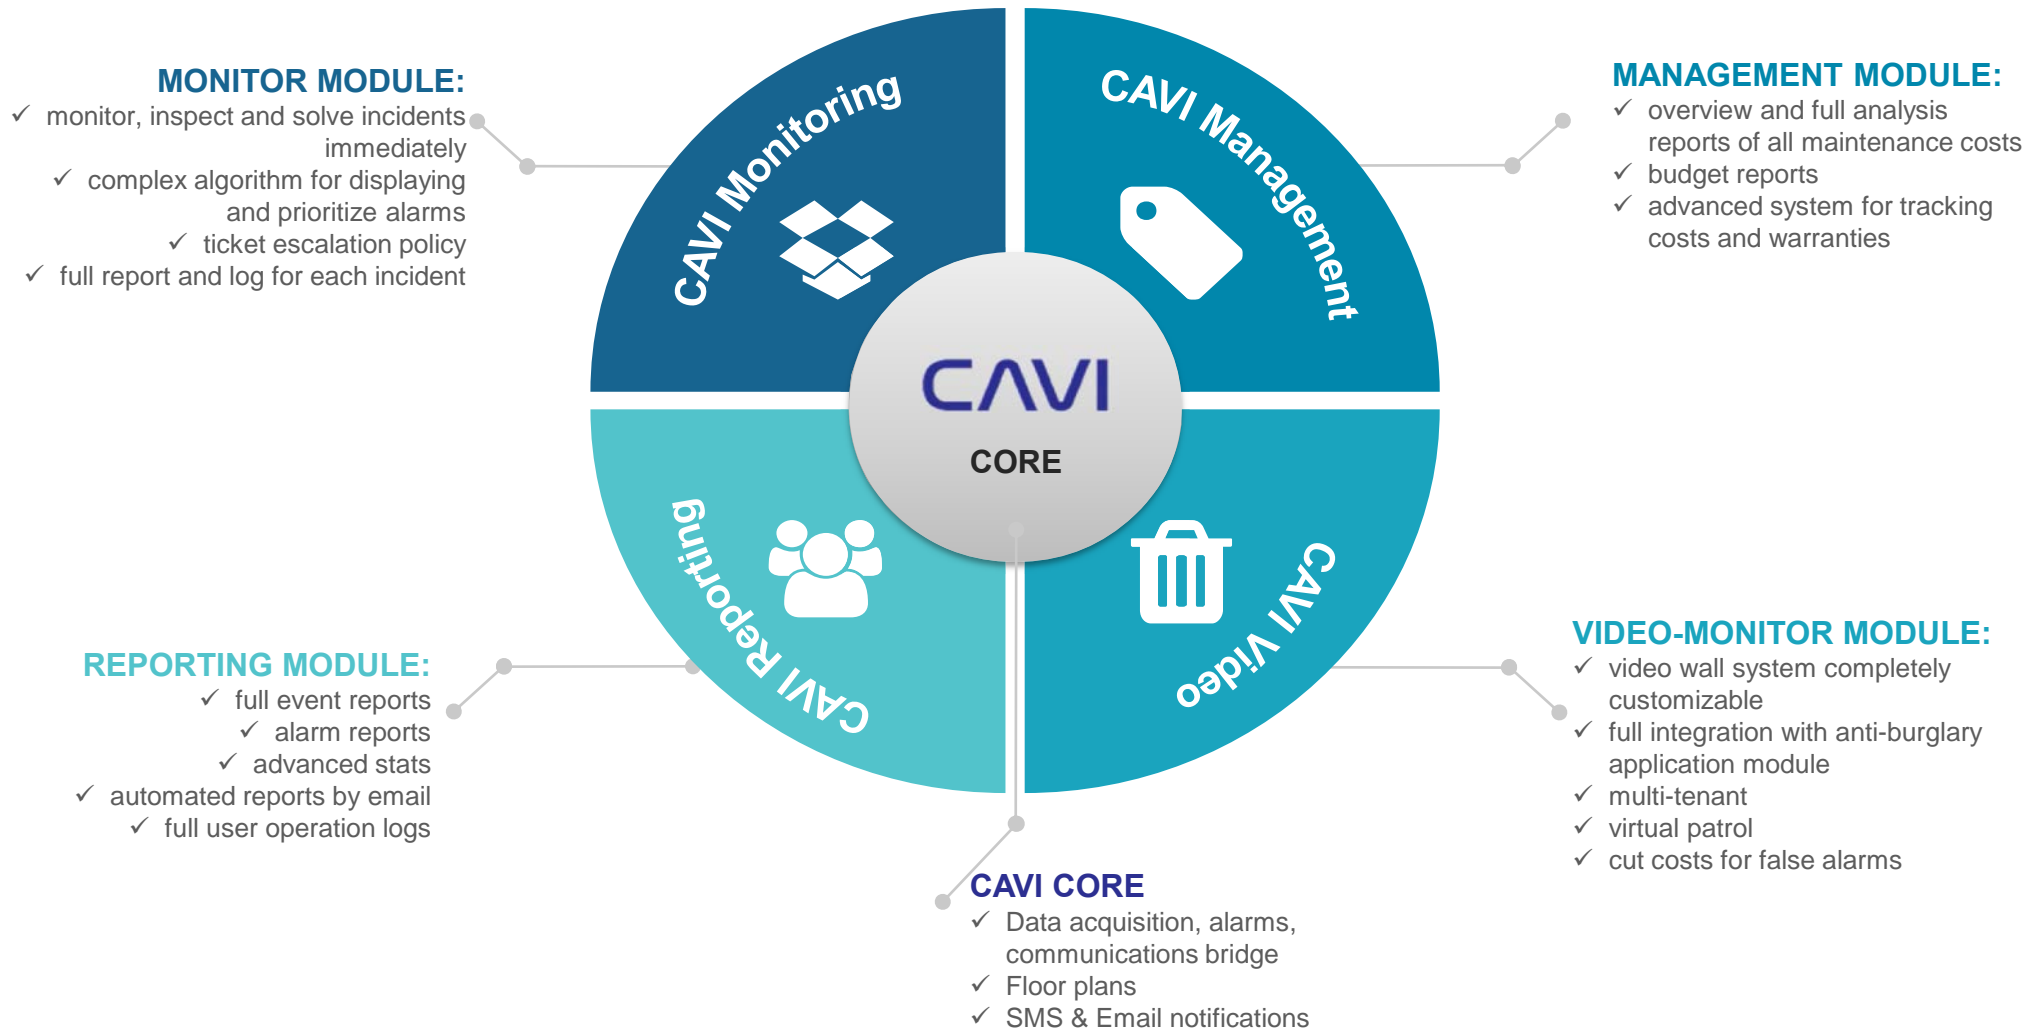 MONITOR MODULE:
✓ monitor, inspect and solve incidents
immediately
✓ complex algorithm for displaying
and prioritize alarms
✓ ticket escalation policy
✓ full report and log for each incident
CAVI Monitoring
CAVI Management
MANAGEMENT MODULE:
✓ overview and full analysis
reports of all maintenance costs
✓ budget reports
✓ advanced system for tracking
costs and warranties
CAVI
CORE
REPORTING MODULE:
✓ full event reports
✓ alarm reports
✓ advanced stats
✓ automated reports by email
✓ full user operation logs
CAVI Reporting
CAVI Video
VIDEO-MONITOR MODULE:
✓ video wall system completely
customizable
✓ full integration with anti-burglary
application module
✓ multi-tenant
✓ virtual patrol
✓ cut costs for false alarms
CAVI CORE
✓ Data acquisition, alarms,
communications bridge
✓ Floor plans
✓ SMS & Email notifications